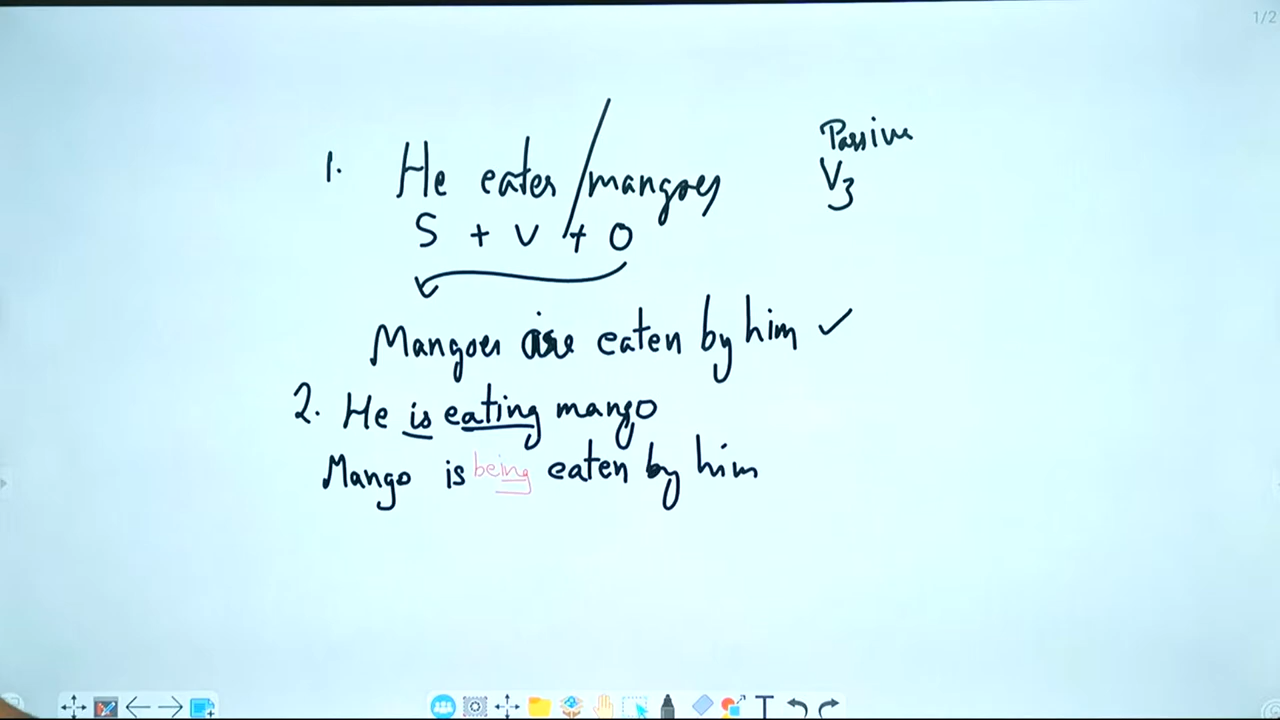 1/2
1. He eates / mangoes
Passive
V3
S + V + O
Mangoes are eaten by him ✓
2. He is eating mango
Mango is being eaten by him
T